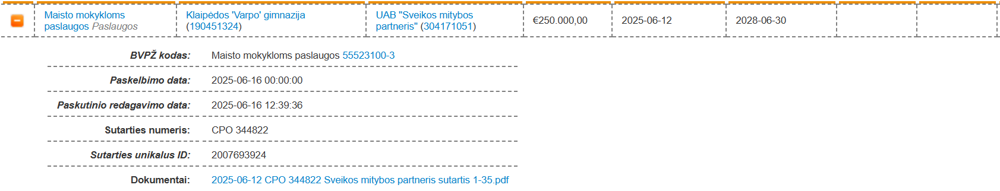 Maisto mokykloms
paslaugos Paslaugos
Klaipėdos 'Varpo' gimnazija
(190451324)
UAB "Sveikos mitybos
partneris" (304171051)
€250.000,00
2025-06-12
2028-06-30
BVPŽ kodas: Maisto mokykloms paslaugos 55523100-3
Paskelbimo data: 2025-06-16 00:00:00
Paskutinio redagavimo data: 2025-06-16 12:39:36
Sutarties numeris: CPO 344822
Sutarties unikalus ID: 2007693924
Dokumentai: 2025-06-12 CPO 344822 Sveikos mitybos partneris sutartis 1-35.pdf